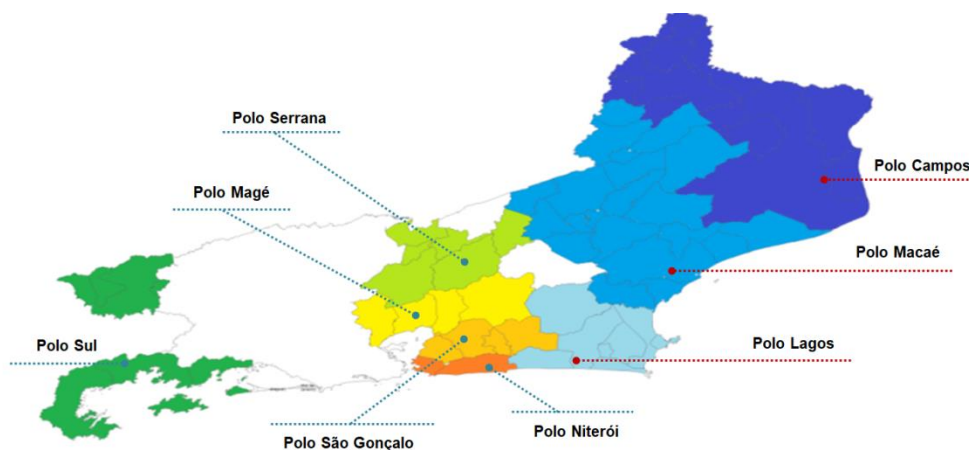 Polo Serrana
Polo Campos
Polo Magé
Polo Macaé
Polo Sul
Polo Lagos
Polo São Gonçalo
Polo Niterói